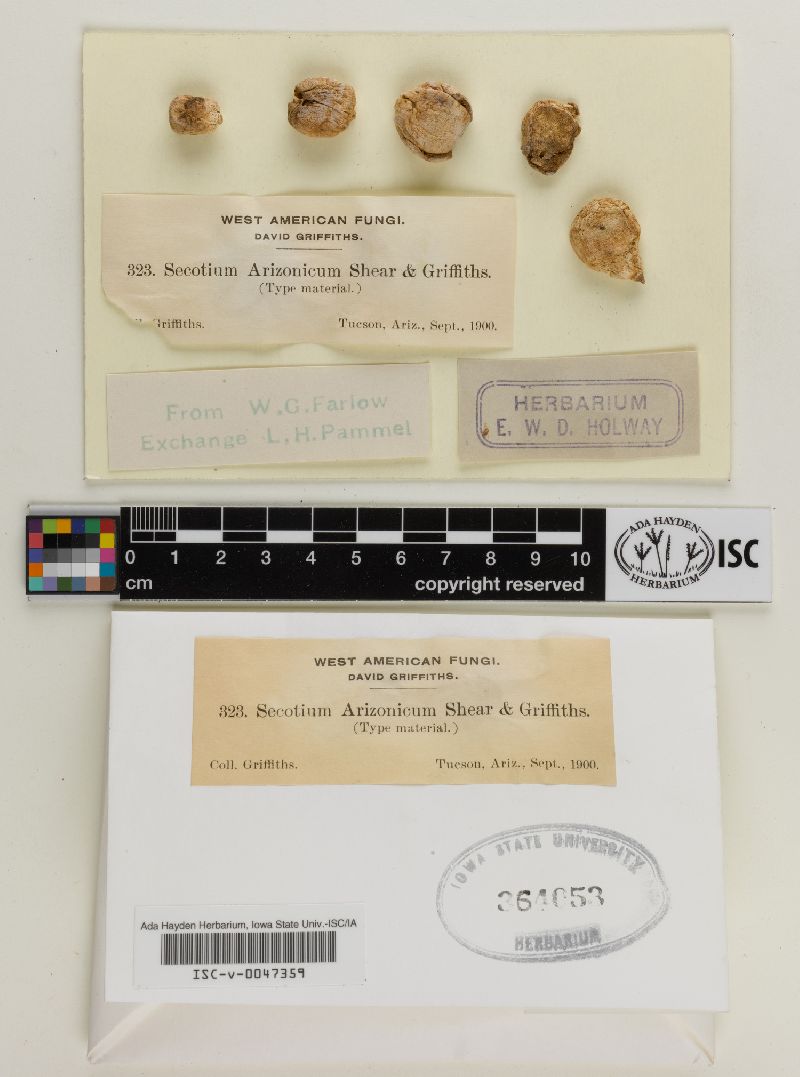 WEST AMERICAN FUNGI.
DAVID GRIFFITHS.
323. Secotium Arizonicum Shear & Griffiths.
(Type material.)
Griffiths. Tucson, Ariz., Sept., 1900.
From W.G.Farlow
Exchange L.H.Pammel
HERBARIUM
E. W. D. HOLWAY
0 1 2 3 4 5 6 7 8 9 10
cm copyright reserved
ADA HAYDEN
HERBARIUM
ISC
WEST AMERICAN FUNGI.
DAVID GRIFFITHS.
323. Secotium Arizonicum Shear & Griffiths.
(Type material.)
Coll. Griffiths. Tucson, Ariz., Sept., 1900.
IOWA STATE UNIVERSITY
364053
HERBARIUM
Ada Hayden Herbarium, Iowa State Univ.-ISC/IA
ISC-v-0047359